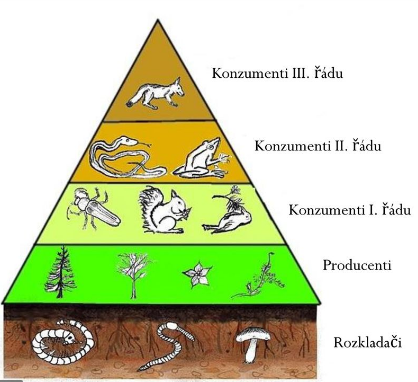 Konzumenti III. řádu
Konzumenti II. řádu
Konzumenti I. řádu
Producenti
Rozkladači